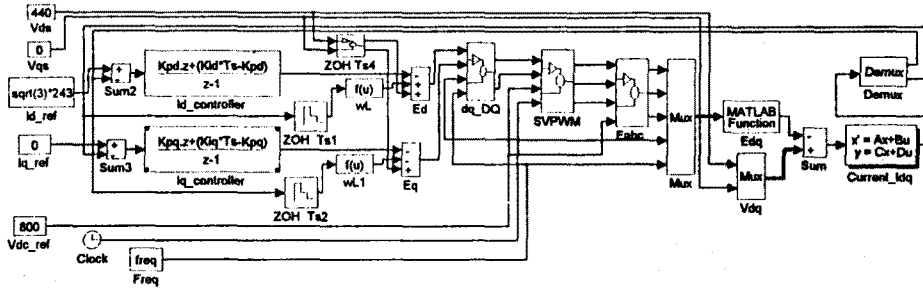 440
Vds
0
Vqs
sqrt(3)*243
Id_ref
0
Iq_ref
800
Vdc_ref
Clock
freq
Freq
+
-
Sum2
+
-
Sum3
Kpd.z+(KId*Ts-Kpd)
z-1
Id_controller
Kpq.z+(Kiq*Ts-Kpq)
z-1
Iq_controller
ZOH Ts4
ZOH Ts1
ZOH Ts2
f(u)
wL
f(u)
wL1
Ed
Eq
dq_DQ
SVPWM
Eabc
Mux
Mux
MATLAB
Function
Edq
Mux
Vdq
Sum
Demux
Demux
x' = Ax+Bu
y = Cx+Du
Current_Idq